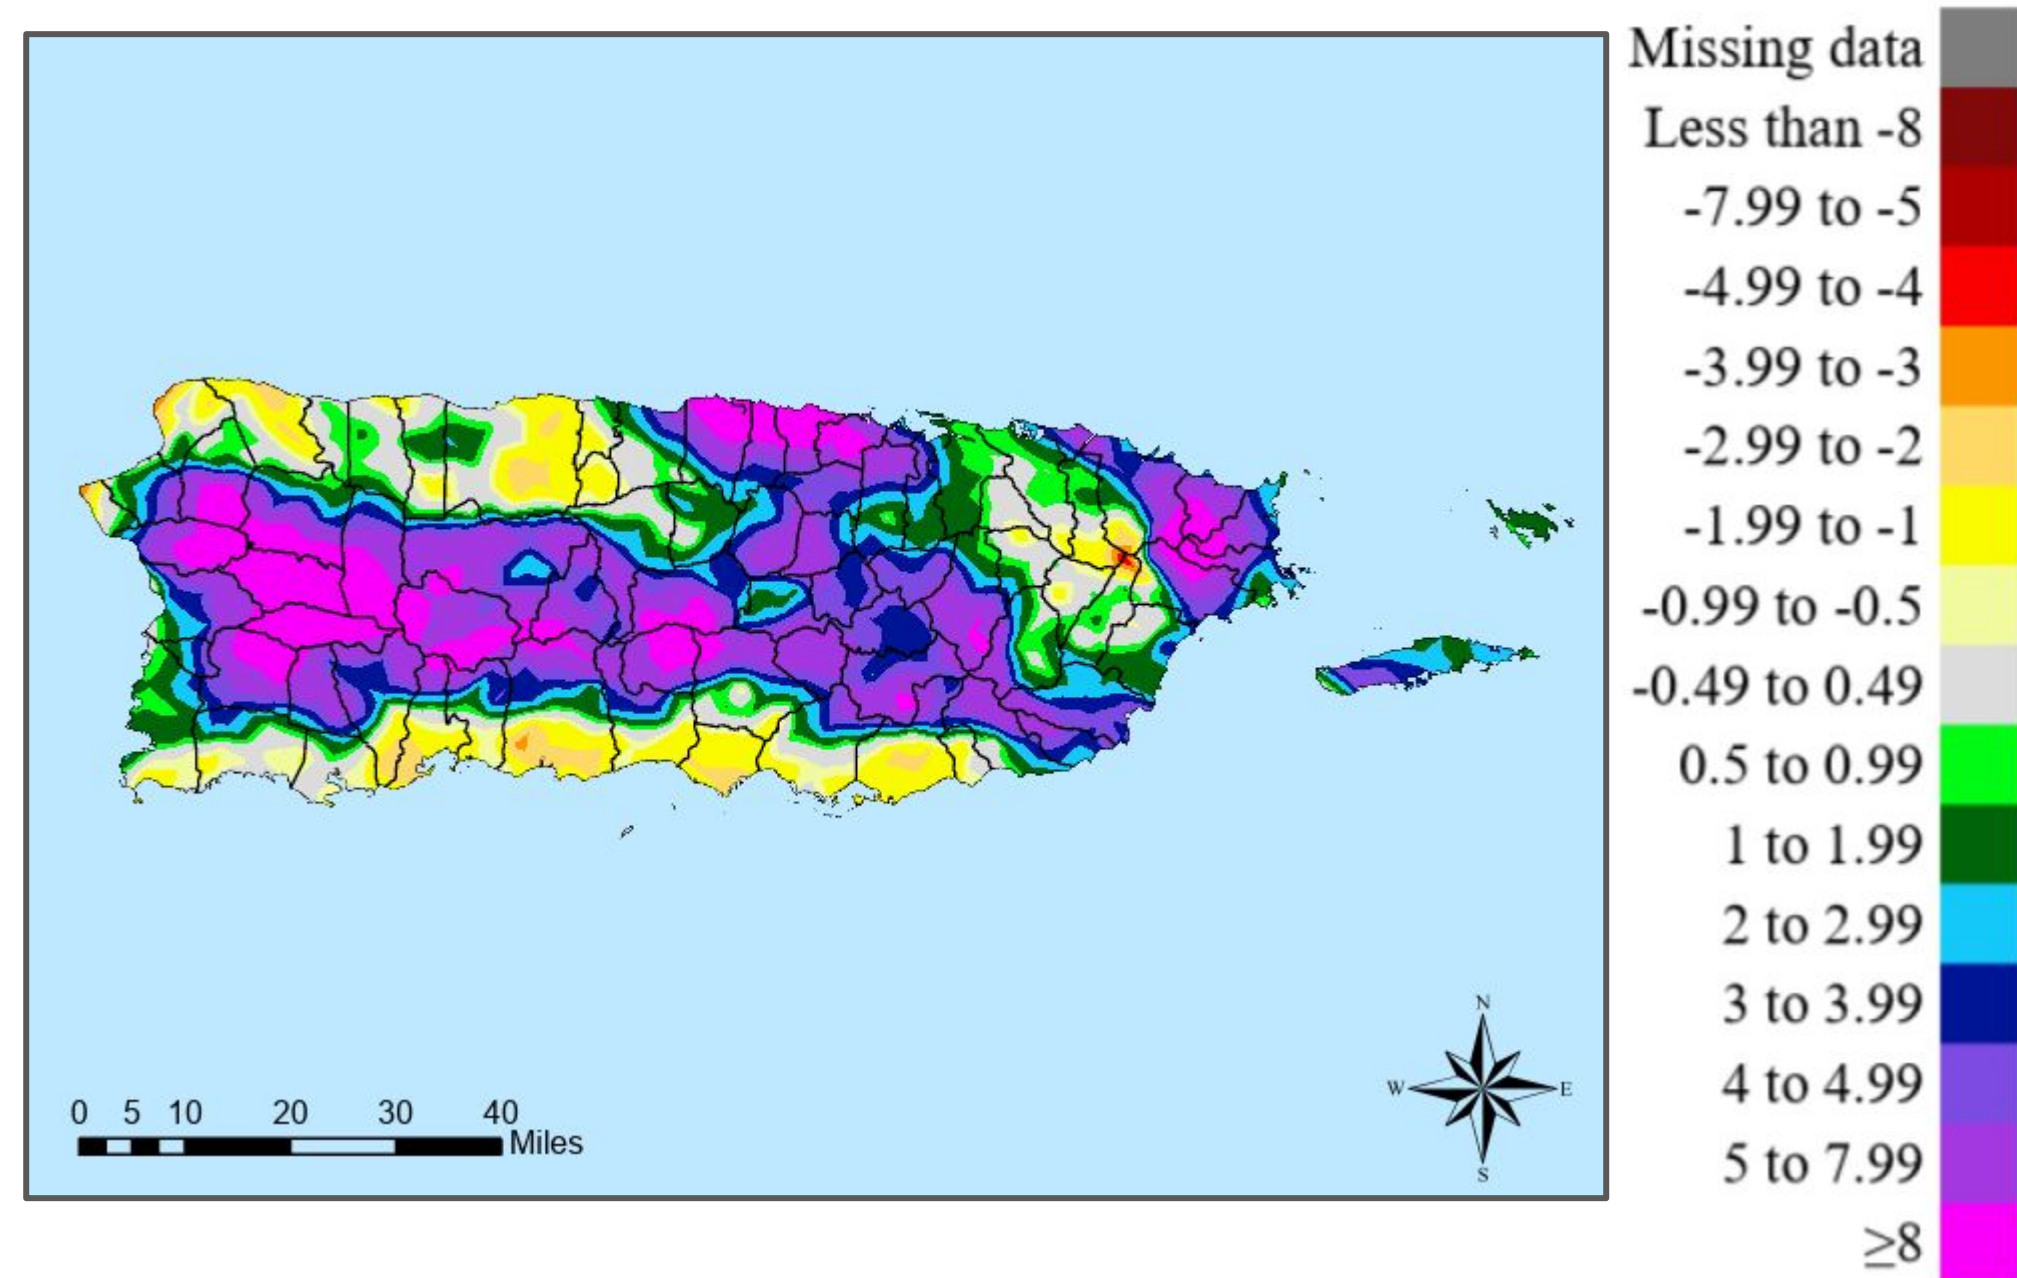 Missing data
Less than -8
-7.99 to -5
-4.99 to -4
-3.99 to -3
-2.99 to -2
-1.99 to -1
-0.99 to -0.5
-0.49 to 0.49
0.5 to 0.99
1 to 1.99
2 to 2.99
3 to 3.99
4 to 4.99
5 to 7.99
≥8
N
W E
S
0 5 10 20 30 40
Miles